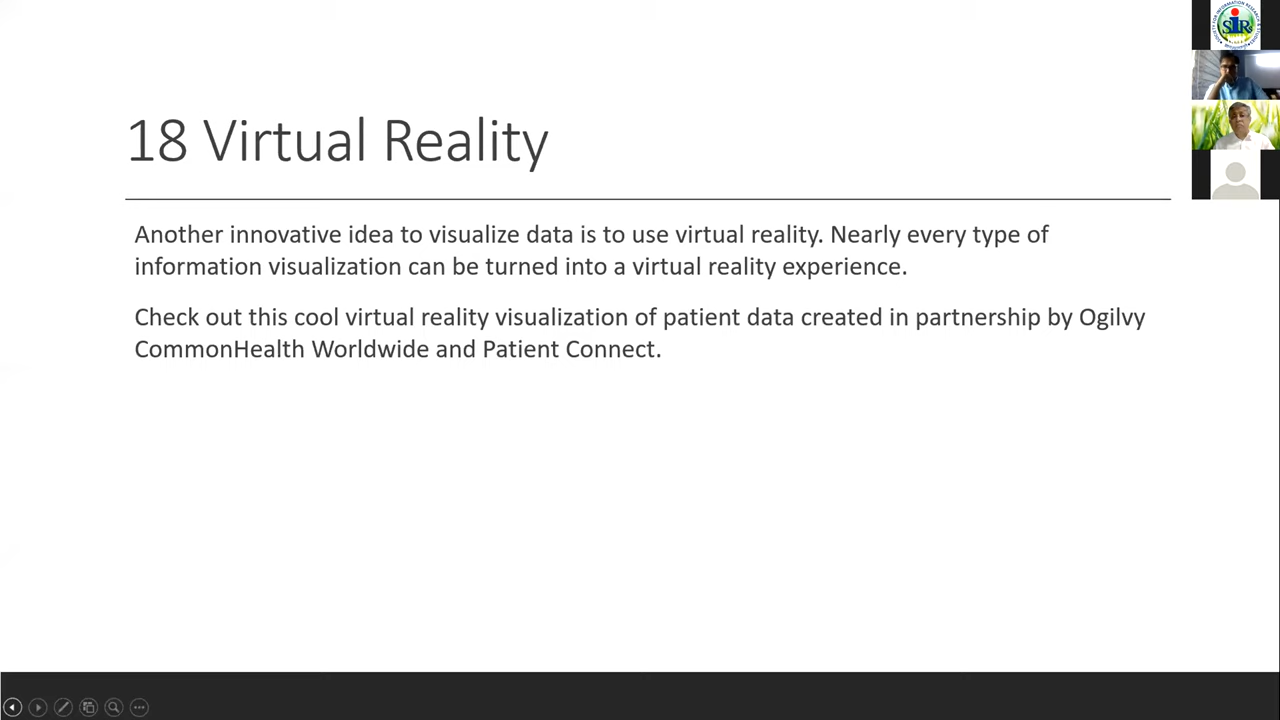 18 Virtual Reality
Another innovative idea to visualize data is to use virtual reality. Nearly every type of
information visualization can be turned into a virtual reality experience.
Check out this cool virtual reality visualization of patient data created in partnership by Ogilvy
CommonHealth Worldwide and Patient Connect.